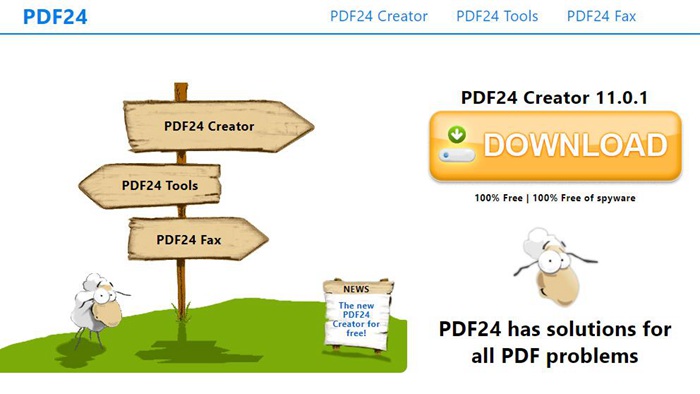 PDF24
PDF24 Creator PDF24 Tools PDF24 Fax
PDF24 Creator
PDF24 Tools
PDF24 Fax
NEWS
The new
PDF24
Creator for
free!
PDF24 Creator 11.0.1
DOWNLOAD
100% Free | 100% Free of spyware
PDF24 has solutions for
all PDF problems